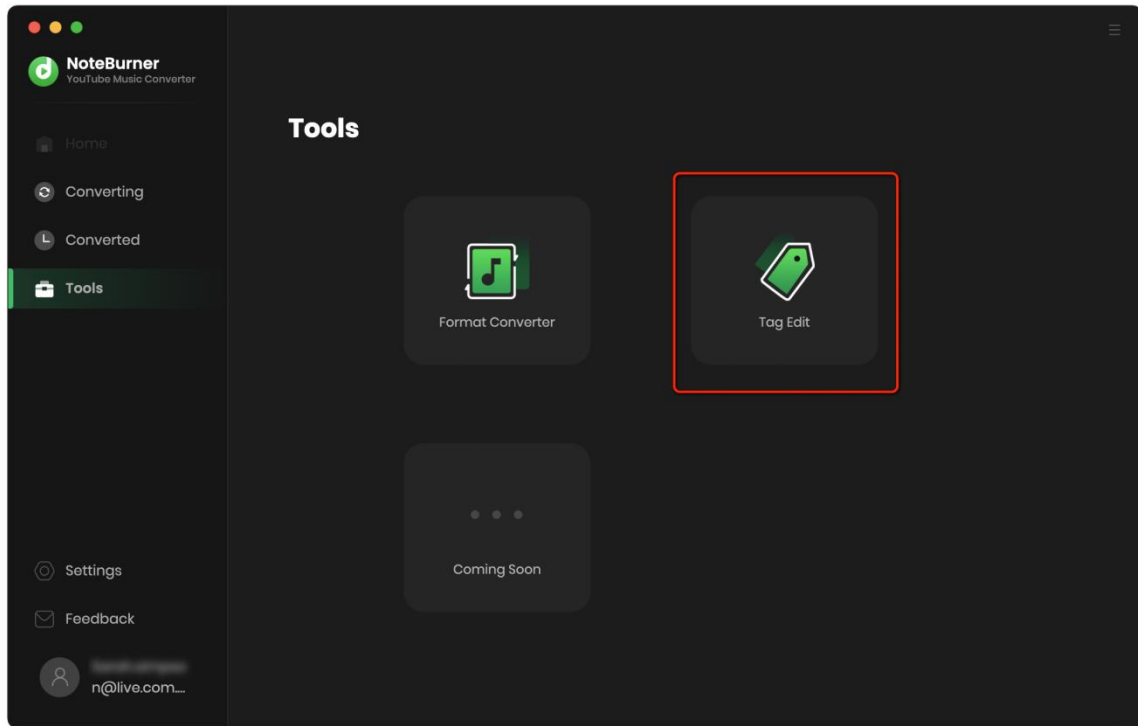 NoteBurner
YouTube Music Converter
Home
Converting
Converted
Tools
Settings
Feedback
n@live.com....
Tools
Format Converter
Tag Edit
Coming Soon